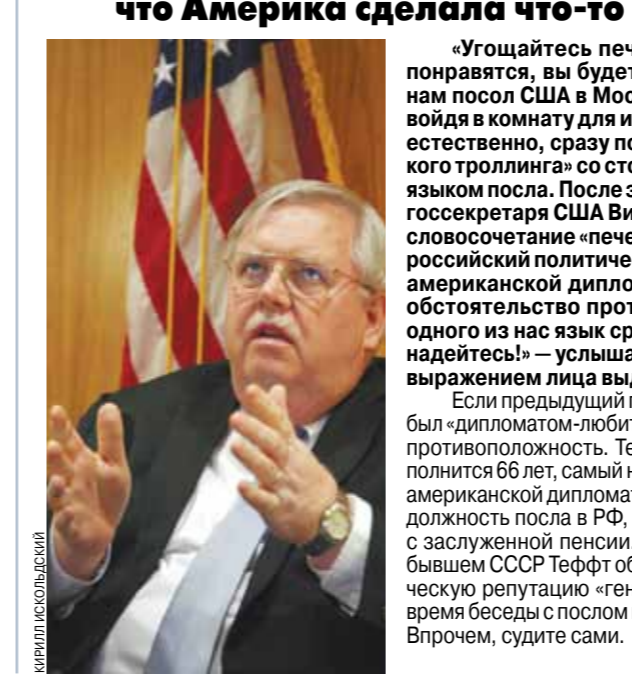 что Америка сделала что-то
«Угощайтесь печ
понравятся, вы будет
нам посол США в Мос
войдя в комнату для и
естественно, сразу по
кого троллинга» со сто
языком посла. После з
госсекретаря США Ви
словосочетание «пече
российский политиче
американской дипло
обстоятельство прот
одного из нас язык ср
надейтесь!» — услыша
выражением лица выд
Если предыдущий п
был «дипломатом-любит
противоположность. Те
полнится 66 лет, самый н
американской дипломат
должность посла в РФ,
с заслуженной пенсии.
бывшем СССР Теффт об
ческую репутацию «ген
время беседы с послом
Впрочем, судите сами.
КИРИЛЛ ИСКОЛЬДСКИЙ